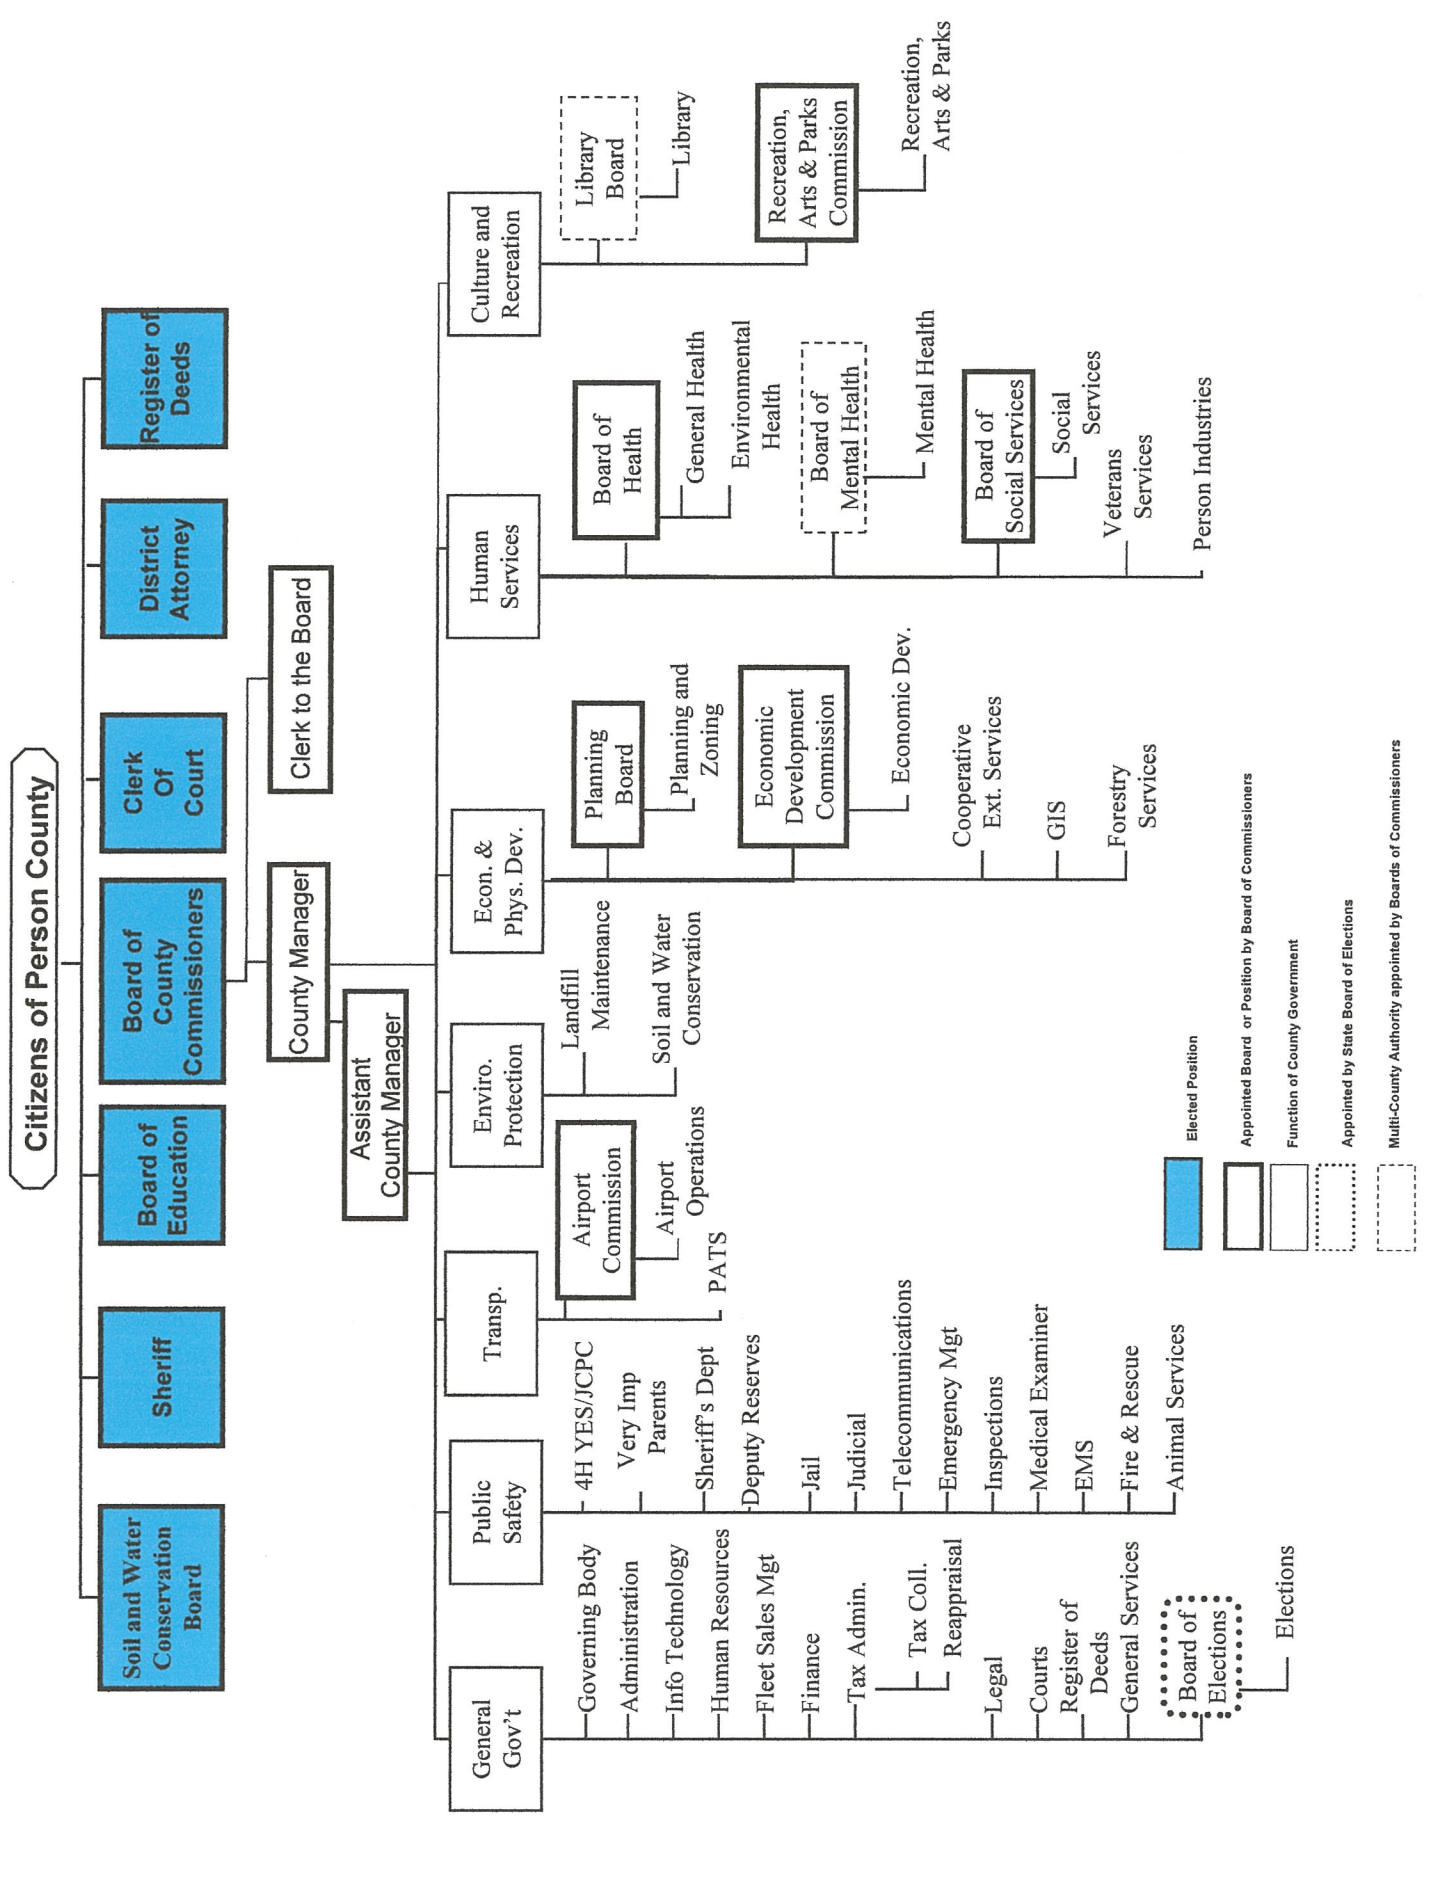 Citizens of Person County
Soil and Water
Conservation
Board
Sheriff
Board of
Education
Board of
County
Commissioners
Clerk
Of
Court
District
Attorney
Register of
Deeds
County Manager
Clerk to the Board
Assistant
County Manager
General
Gov't
Governing Body
Administration
Info Technology
Human Resources
Fleet Sales Mgt
Finance
Tax Admin.
Tax Coll.
Reappraisal
Legal
Courts
Register of
Deeds
General Services
Board of
Elections
Elections
Public
Safety
4H YES/JCPC
Very Imp
Parents
Sheriff's Dept
Deputy Reserves
Jail
Judicial
Telecommunications
Emergency Mgt
Inspections
Medical Examiner
EMS
Fire & Rescue
Animal Services
Transp.
Airport
Commission
Airport
Operations
PATS
Enviro.
Protection
Landfill
Maintenance
Soil and Water
Conservation
Econ. &
Phys. Dev.
Planning
Board
Planning and
Zoning
Economic
Development
Commission
Economic Dev.
Cooperative
Ext. Services
GIS
Forestry
Services
Human
Services
Board of
Health
General Health
Environmental
Health
Board of
Mental Health
Mental Health
Board of
Social Services
Social
Services
Veterans
Services
Person Industries
Culture and
Recreation
Library
Board
Library
Recreation,
Arts & Parks
Commission
Recreation,
Arts & Parks
Elected Position
Appointed Board or Position by Board of Commissioners
Function of County Government
Appointed by State Board of Elections
Multi-County Authority appointed by Boards of Commissioners